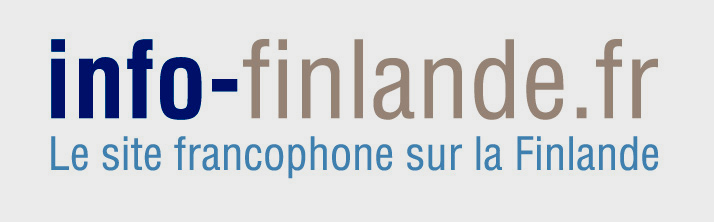 info-finlande.fr
Le site francophone sur la Finlande